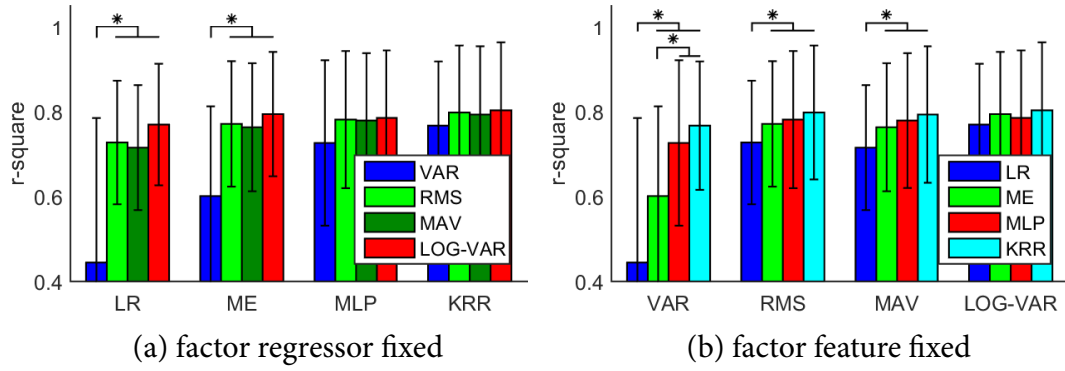 1
0.8
0.6
0.4
r-square
*
*
VAR
RMS
MAV
LOG-VAR
LR
ME
MLP
KRR
(a) factor regressor fixed
1
0.8
0.6
0.4
r-square
*
*
*
*
LR
ME
MLP
KRR
VAR
RMS
MAV
LOG-VAR
(b) factor feature fixed